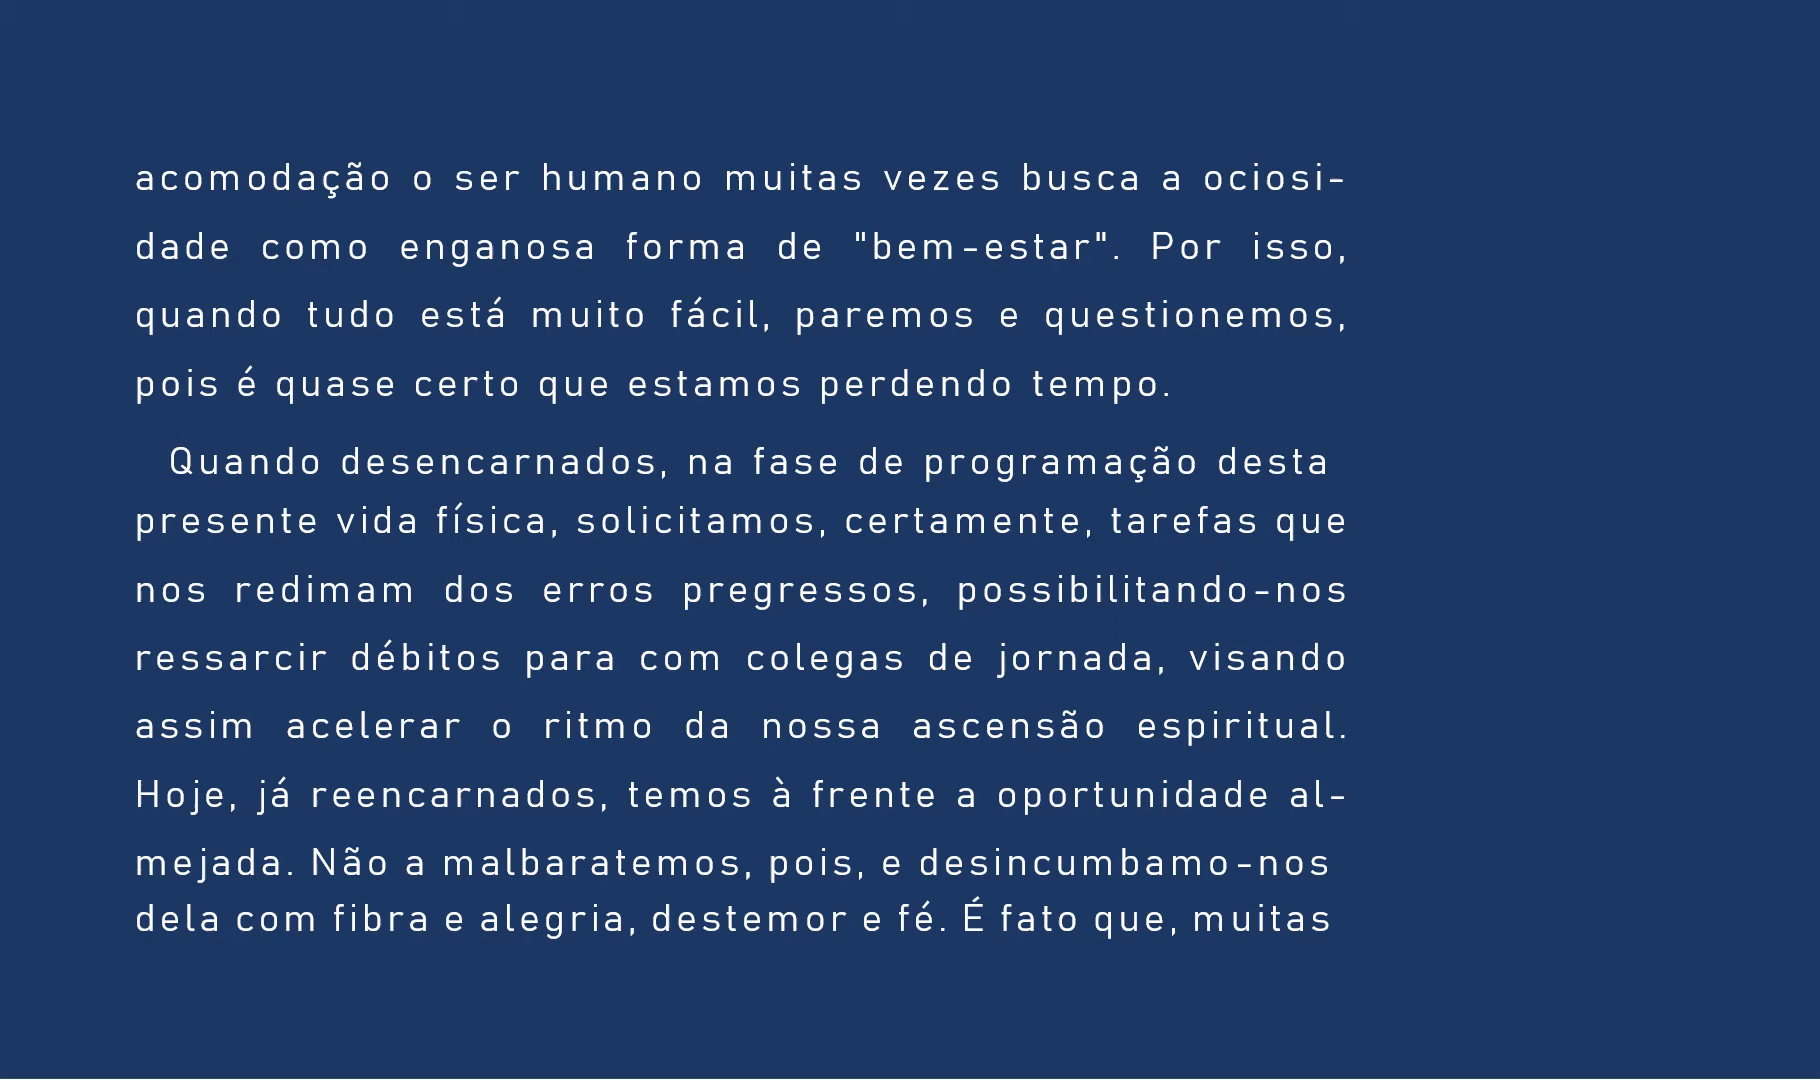 acomodação o ser humano muitas vezes busca a ociosi-
dade como enganosa forma de "bem-estar". Por isso,
quando tudo está muito fácil, paremos e questionemos,
pois é quase certo que estamos perdendo tempo.
Quando desencarnados, na fase de programação desta
presente vida física, solicitamos, certamente, tarefas que
nos redimam dos erros pregressos, possibilitando-nos
ressarcir débitos para com colegas de jornada, visando
assim acelerar o ritmo da nossa ascensão espiritual.
Hoje, já reencarnados, temos à frente a oportunidade al-
mejada. Não a malbaratemos, pois, e desincumbamo-nos
dela com fibra e alegria, destemor e fé. É fato que, muitas